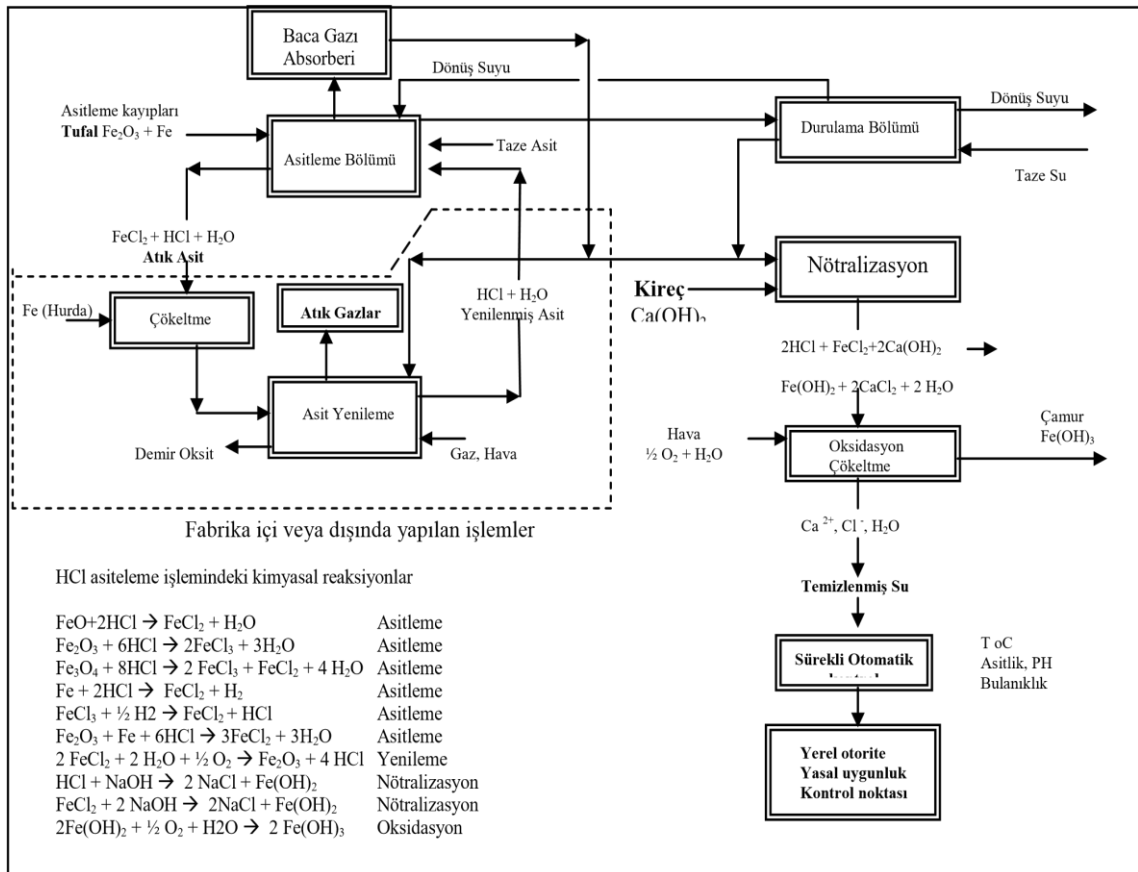 Baca Gazı
Absorberi
Dönüş Suyu
Asitleme kayıpları
Tufal Fe₂O₃ + Fe
Asitleme Bölümü
Taze Asit
Durulama Bölümü
Dönüş Suyu
Taze Su
FeCl₂ + HCl + H₂O
Atık Asit
Fe (Hurda)
Çökeltme
Atık Gazlar
HCl + H₂O
Yenilenmiş Asit
Asit Yenileme
Demir Oksit
Gaz, Hava
Fabrika içi veya dışında yapılan işlemler
Nötralizasyon
Kireç
Ca(OH)₂
2HCl + FeCl₂+2Ca(OH)₂
Fe(OH)₂ + 2CaCl₂ + 2 H₂O
Hava
½ O₂ + H₂O
Oksidasyon
Çökeltme
Çamur
Fe(OH)₃
Ca ²⁺, Cl ⁻, H₂O
Temizlenmiş Su
Sürekli Otomatik
T oC
Asitlik, PH
Bulanıklık
Yerel otorite
Yasal uygunluk
Kontrol noktası
HCl asiteleme işlemindeki kimyasal reaksiyonlar
FeO+2HCl → FeCl₂ + H₂O Asitleme
Fe₂O₃ + 6HCl → 2FeCl₃ + 3H₂O Asitleme
Fe₃O₄ + 8HCl → 2 FeCl₃ + FeCl₂ + 4 H₂O Asitleme
Fe + 2HCl → FeCl₂ + H₂ Asitleme
FeCl₃ + ½ H2 → FeCl₂ + HCl Asitleme
Fe₂O₃ + Fe + 6HCl → 3FeCl₂ + 3H₂O Asitleme
2 FeCl₂ + 2 H₂O + ½ O₂ → Fe₂O₃ + 4 HCl Yenileme
HCl + NaOH → 2 NaCl + Fe(OH)₂ Nötralizasyon
FeCl₂ + 2 NaOH → 2NaCl + Fe(OH)₂ Nötralizasyon
2Fe(OH)₂ + ½ O₂ + H2O → 2 Fe(OH)₃ Oksidasyon